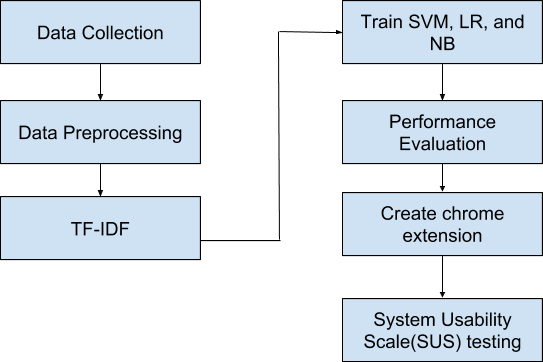 Data Collection
Data Preprocessing
TF-IDF
Train SVM, LR, and
NB
Performance
Evaluation
Create chrome
extension
System Usability
Scale(SUS) testing